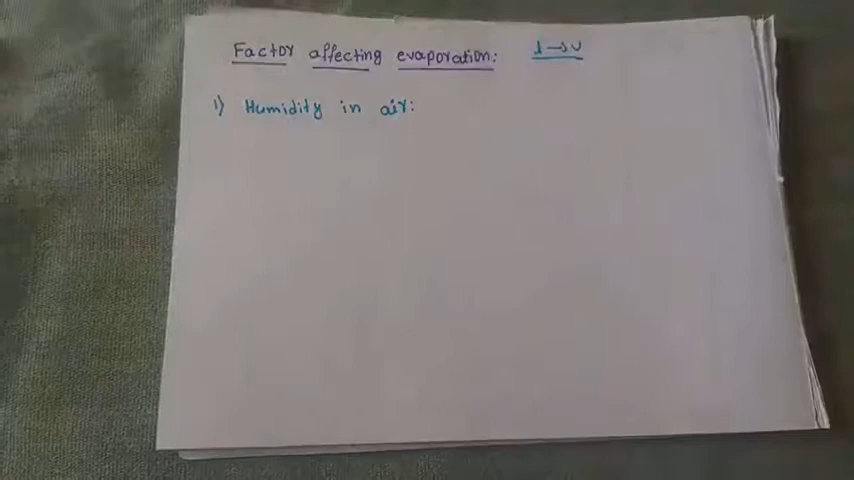 Factor affecting evaporation: l→v
1) Humidity in air: